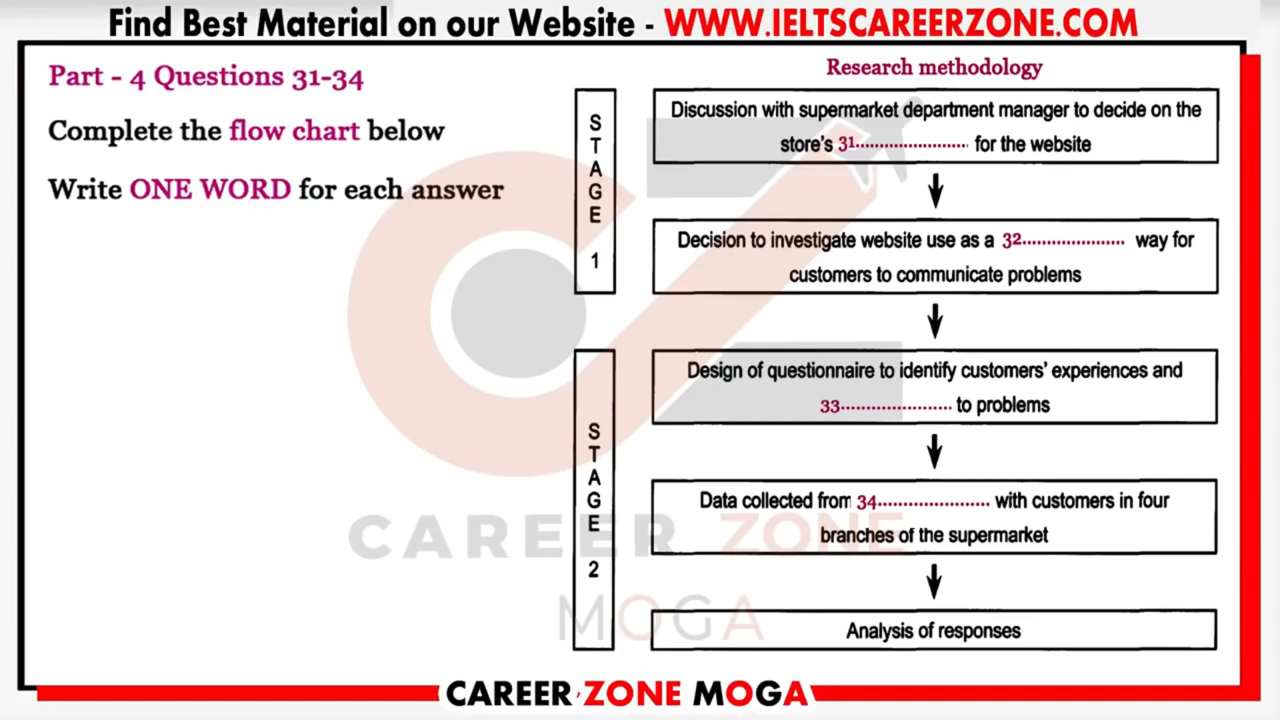 Find Best Material on our Website - WWW.IELTSCAREERZONE.COM
Part - 4 Questions 31-34
Complete the flow chart below
Write ONE WORD for each answer
Research methodology
STAGE 1
Discussion with supermarket department manager to decide on the
store's 31........................ for the website
Decision to investigate website use as a 32...................... way for
customers to communicate problems
STAGE 2
Design of questionnaire to identify customers' experiences and
33........................ to problems
Data collected from 34........................ with customers in four
branches of the supermarket
Analysis of responses
CAREER ZONE
MOGA
CAREER ZONE MOGA